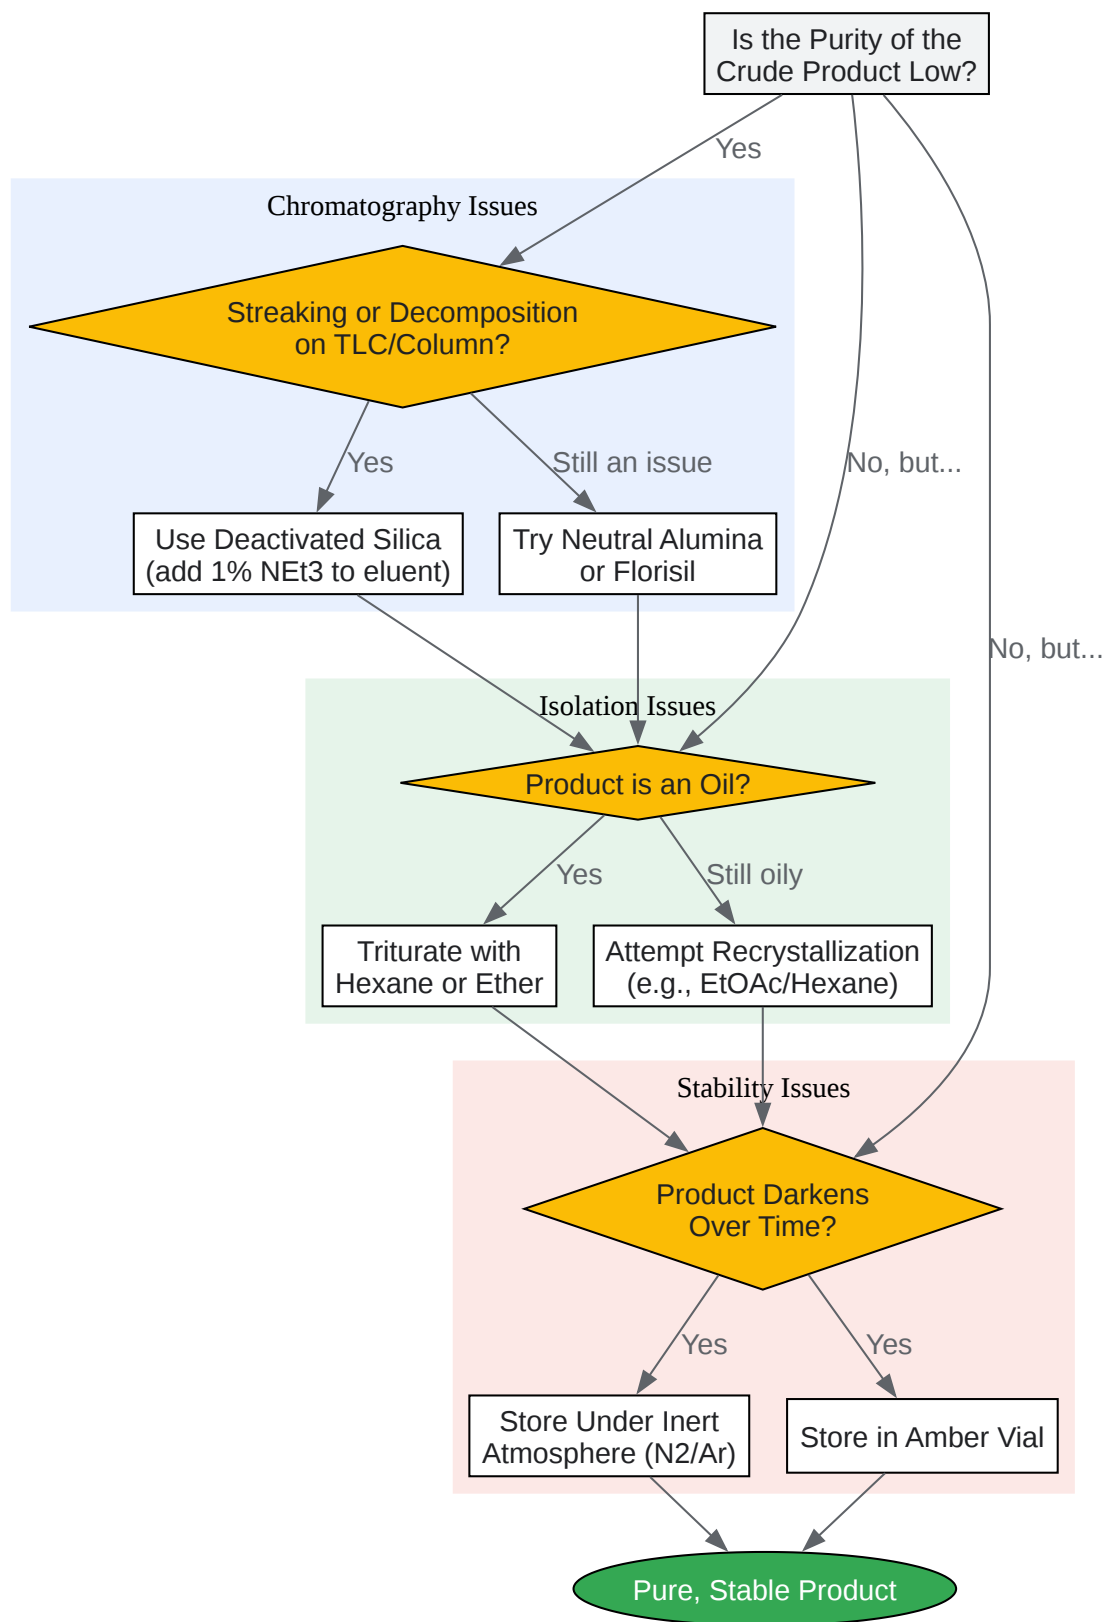 Is the Purity of the
Crude Product Low?
Yes
Chromatography Issues
Streaking or Decomposition
on TLC/Column?
Yes
Still an issue
No, but...
Use Deactivated Silica
(add 1% NEt3 to eluent)
Try Neutral Alumina
or Florisil
No, but...
Isolation Issues
Product is an Oil?
Yes
Still oily
Triturate with
Hexane or Ether
Attempt Recrystallization
(e.g., EtOAc/Hexane)
Stability Issues
Product Darkens
Over Time?
Yes
Yes
Store Under Inert
Atmosphere (N2/Ar)
Store in Amber Vial
Pure, Stable Product